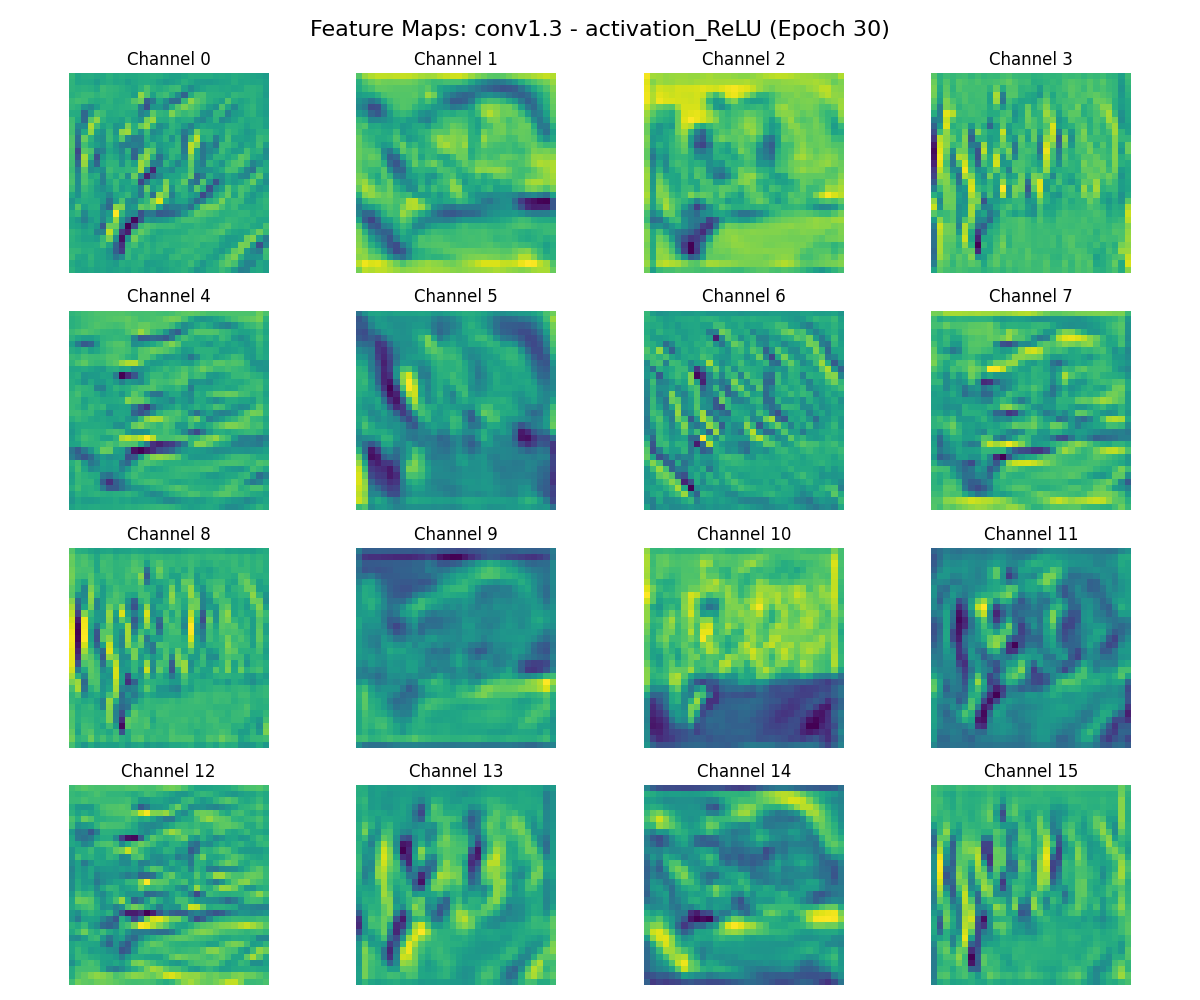 Feature Maps: conv1.3 - activation_ReLU (Epoch 30)
Channel 0 Channel 1 Channel 2 Channel 3
Channel 4 Channel 5 Channel 6 Channel 7
Channel 8 Channel 9 Channel 10 Channel 11
Channel 12 Channel 13 Channel 14 Channel 15